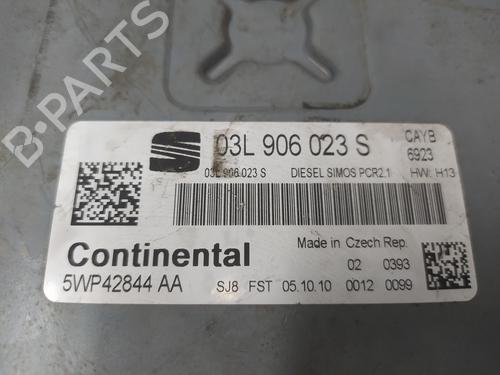 B-PARTS
03L 906 023 S
CAYB
6923
03L 906 023 S DIESEL SIMOS PCR2.1 HW: H13
Continental
Made in Czech Rep.
5WP42844 AA
02 0393
SJ8 FST 05.10.10 0012 0099